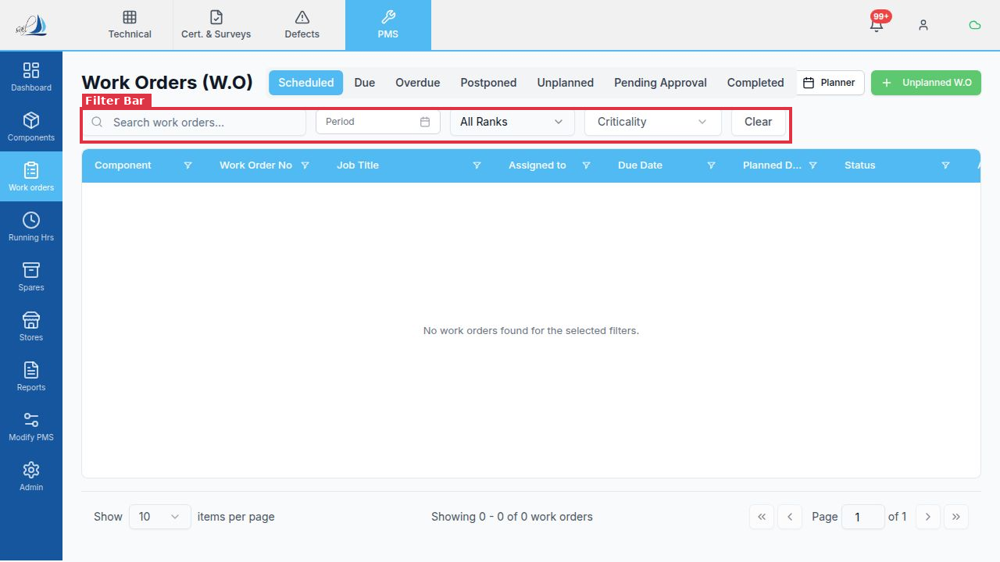 sail
Technical
Cert. & Surveys
Defects
PMS
99+
Dashboard
Components
Work orders
Running Hrs
Spares
Stores
Reports
Modify PMS
Admin
Work Orders (W.O)
Scheduled
Due
Overdue
Postponed
Unplanned
Pending Approval
Completed
Planner
Unplanned W.O
Filter Bar
Search work orders...
Period
All Ranks
Criticality
Clear
Component
Work Order No
Job Title
Assigned to
Due Date
Planned D...
Status
No work orders found for the selected filters.
Show 10 items per page
Showing 0 - 0 of 0 work orders
Page 1 of 1